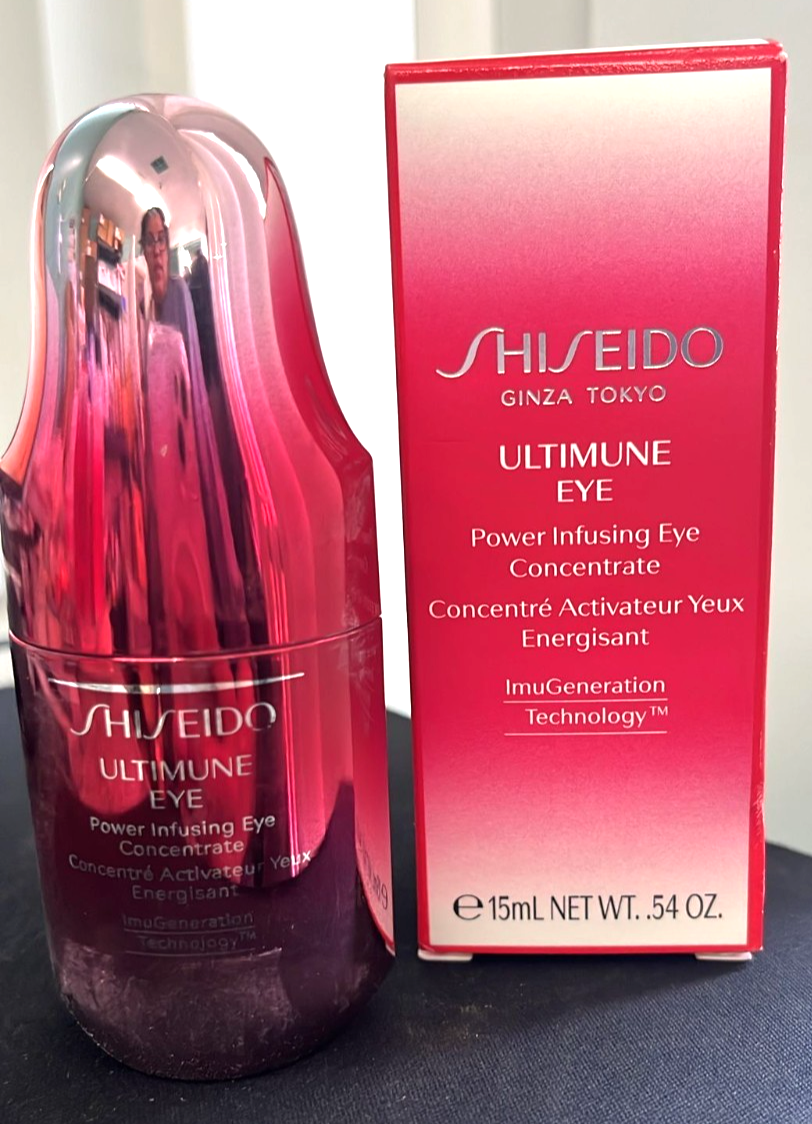 SHISEIDO
ULTIMUNE
EYE
Power Infusing Eye
Concentrate
Concentré Activateur Yeux
Energisant
ImuGeneration
Technology™
SHISEIDO
GINZA TOKYO
ULTIMUNE
EYE
Power Infusing Eye
Concentrate
Concentré Activateur Yeux
Energisant
ImuGeneration
Technology™
℮ 15mL NET WT. .54 OZ.